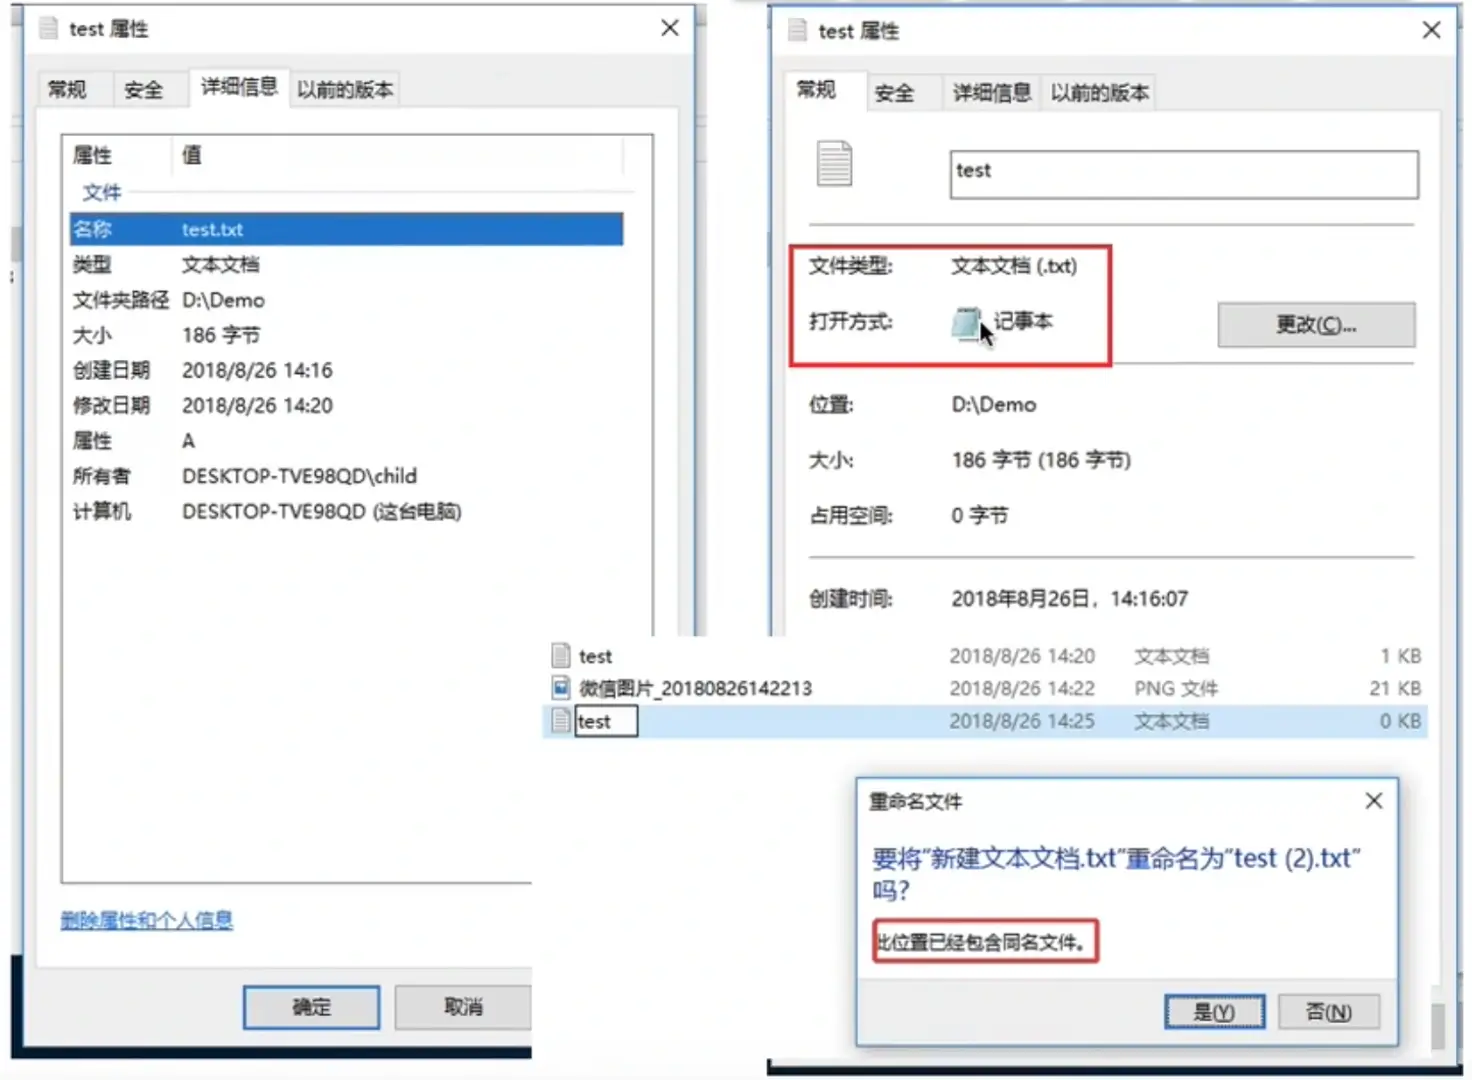 test 属性
常规
安全
详细信息
以前的版本
属性
值
文件
名称 test.txt
类型 文本文档
文件夹路径 D:\Demo
大小 186 字节
创建日期 2018/8/26 14:16
修改日期 2018/8/26 14:20
属性 A
所有者 DESKTOP-TVE98QD\child
计算机 DESKTOP-TVE98QD (这台电脑)
删除属性和个人信息
确定
取消
test 属性
常规
安全
详细信息
以前的版本
test
文件类型: 文本文档 (.txt)
打开方式: 记事本
更改(C)...
位置: D:\Demo
大小: 186 字节 (186 字节)
占用空间: 0 字节
创建时间: 2018年8月26日，14:16:07
test 2018/8/26 14:20 文本文档 1 KB
微信图片_20180826142213 2018/8/26 14:22 PNG 文件 21 KB
test 2018/8/26 14:25 文本文档 0 KB
重命名文件
要将"新建文本文档.txt"重命名为"test (2).txt"
吗?
此位置已经包含同名文件。
是(Y)
否(N)